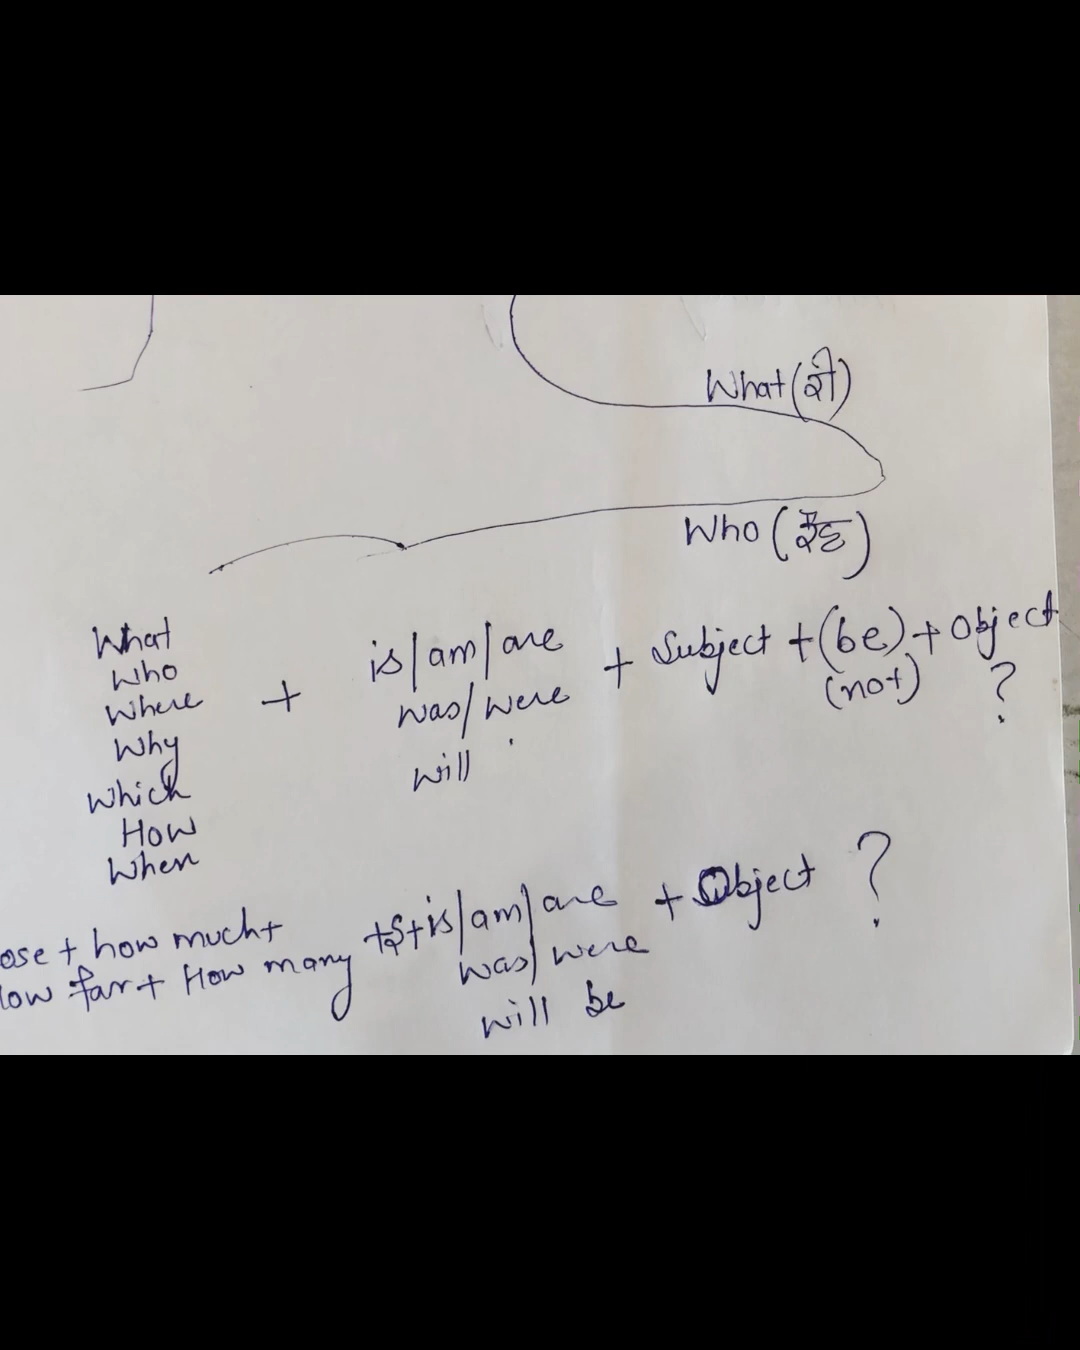 What (की)
Who (
What
Who
Where
Why
Which
How
When
+
is/am/are
was/were
will
+ Subject + (be) + Object
(not) ?
ose + how much +
low far + How many
+S+ is/am/are
was/were
will be
+ Object ?